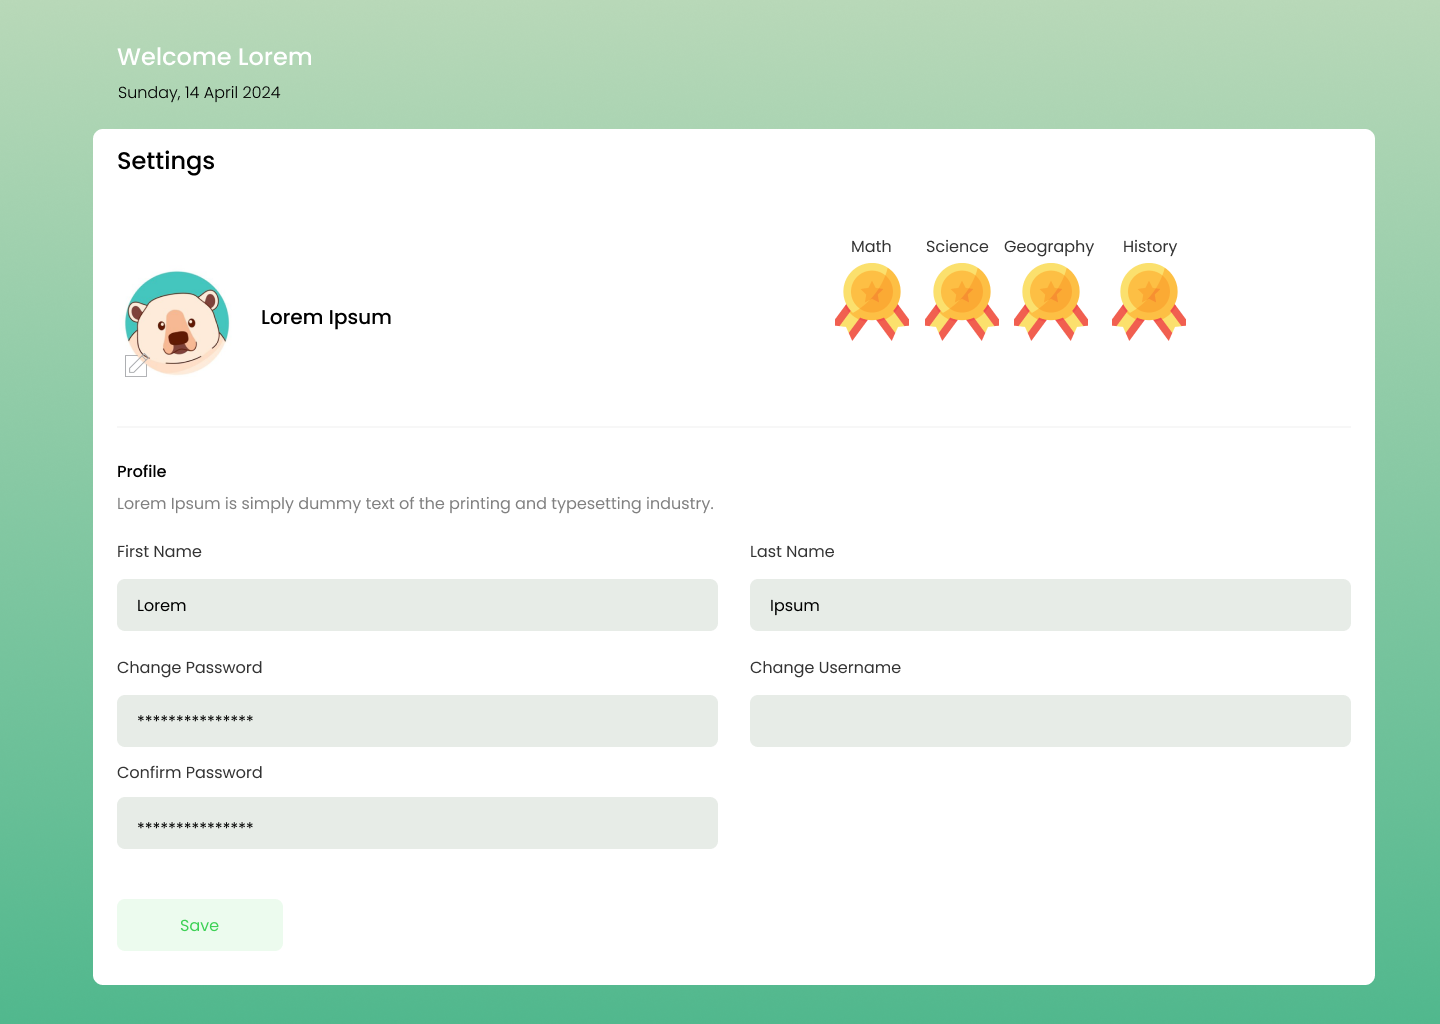 Welcome Lorem
Sunday, 14 April 2024
Settings
Math Science Geography History
Lorem Ipsum
Profile
Lorem Ipsum is simply dummy text of the printing and typesetting industry.
First Name Last Name
Lorem Ipsum
Change Password Change Username
***************
Confirm Password
***************
Save